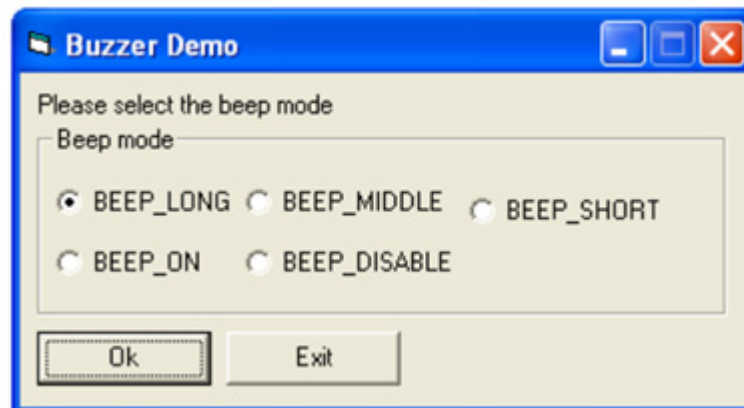 Buzzer Demo
Please select the beep mode
Beep mode
BEEP_LONG BEEP_MIDDLE BEEP_SHORT
BEEP_ON BEEP_DISABLE
Ok Exit